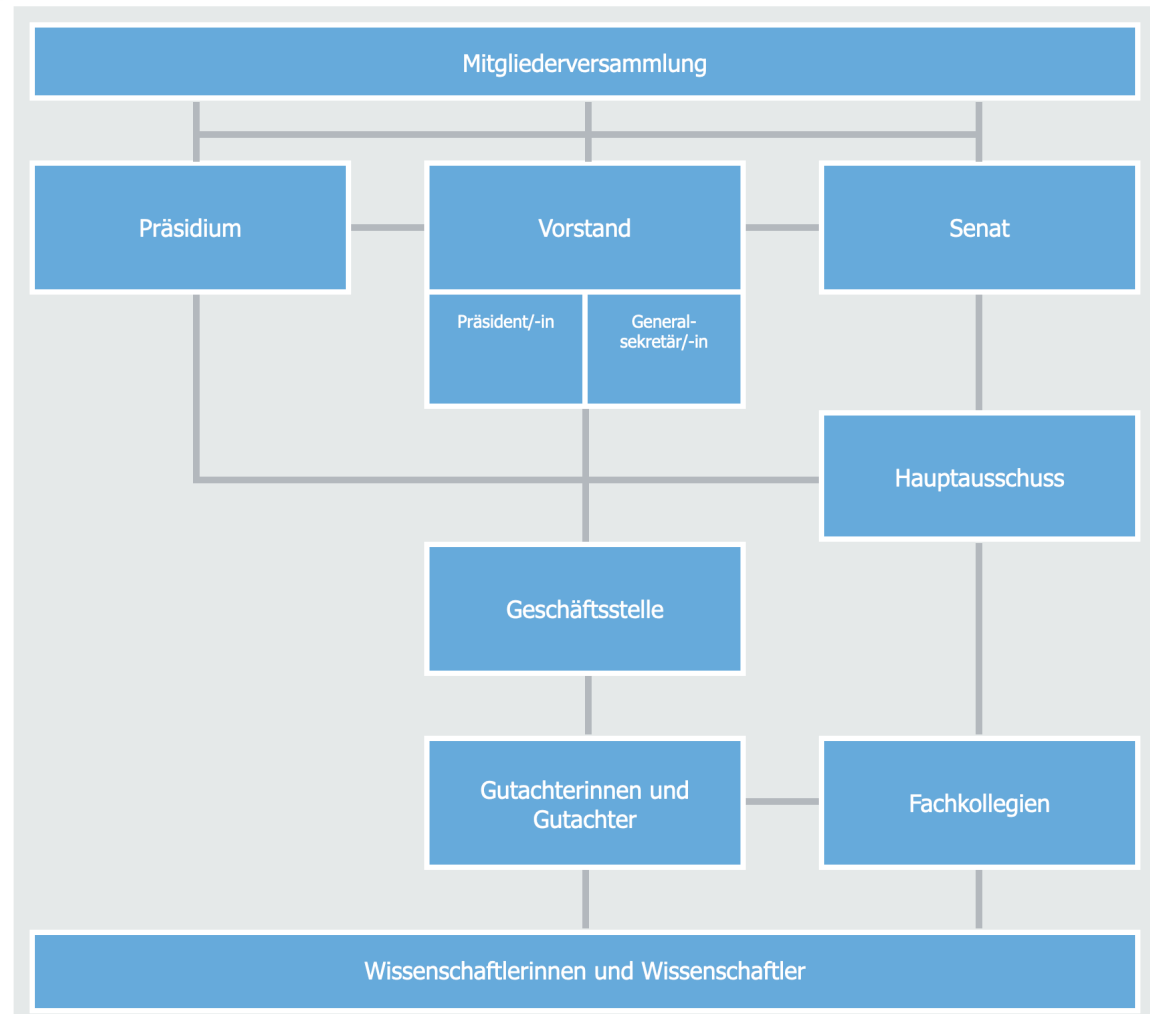 Mitgliederversammlung
Präsidium
Vorstand
Senat
Präsident/-in
General-
sekretär/-in
Hauptausschuss
Geschäftsstelle
Gutachterinnen und
Gutachter
Fachkollegien
Wissenschaftlerinnen und Wissenschaftler